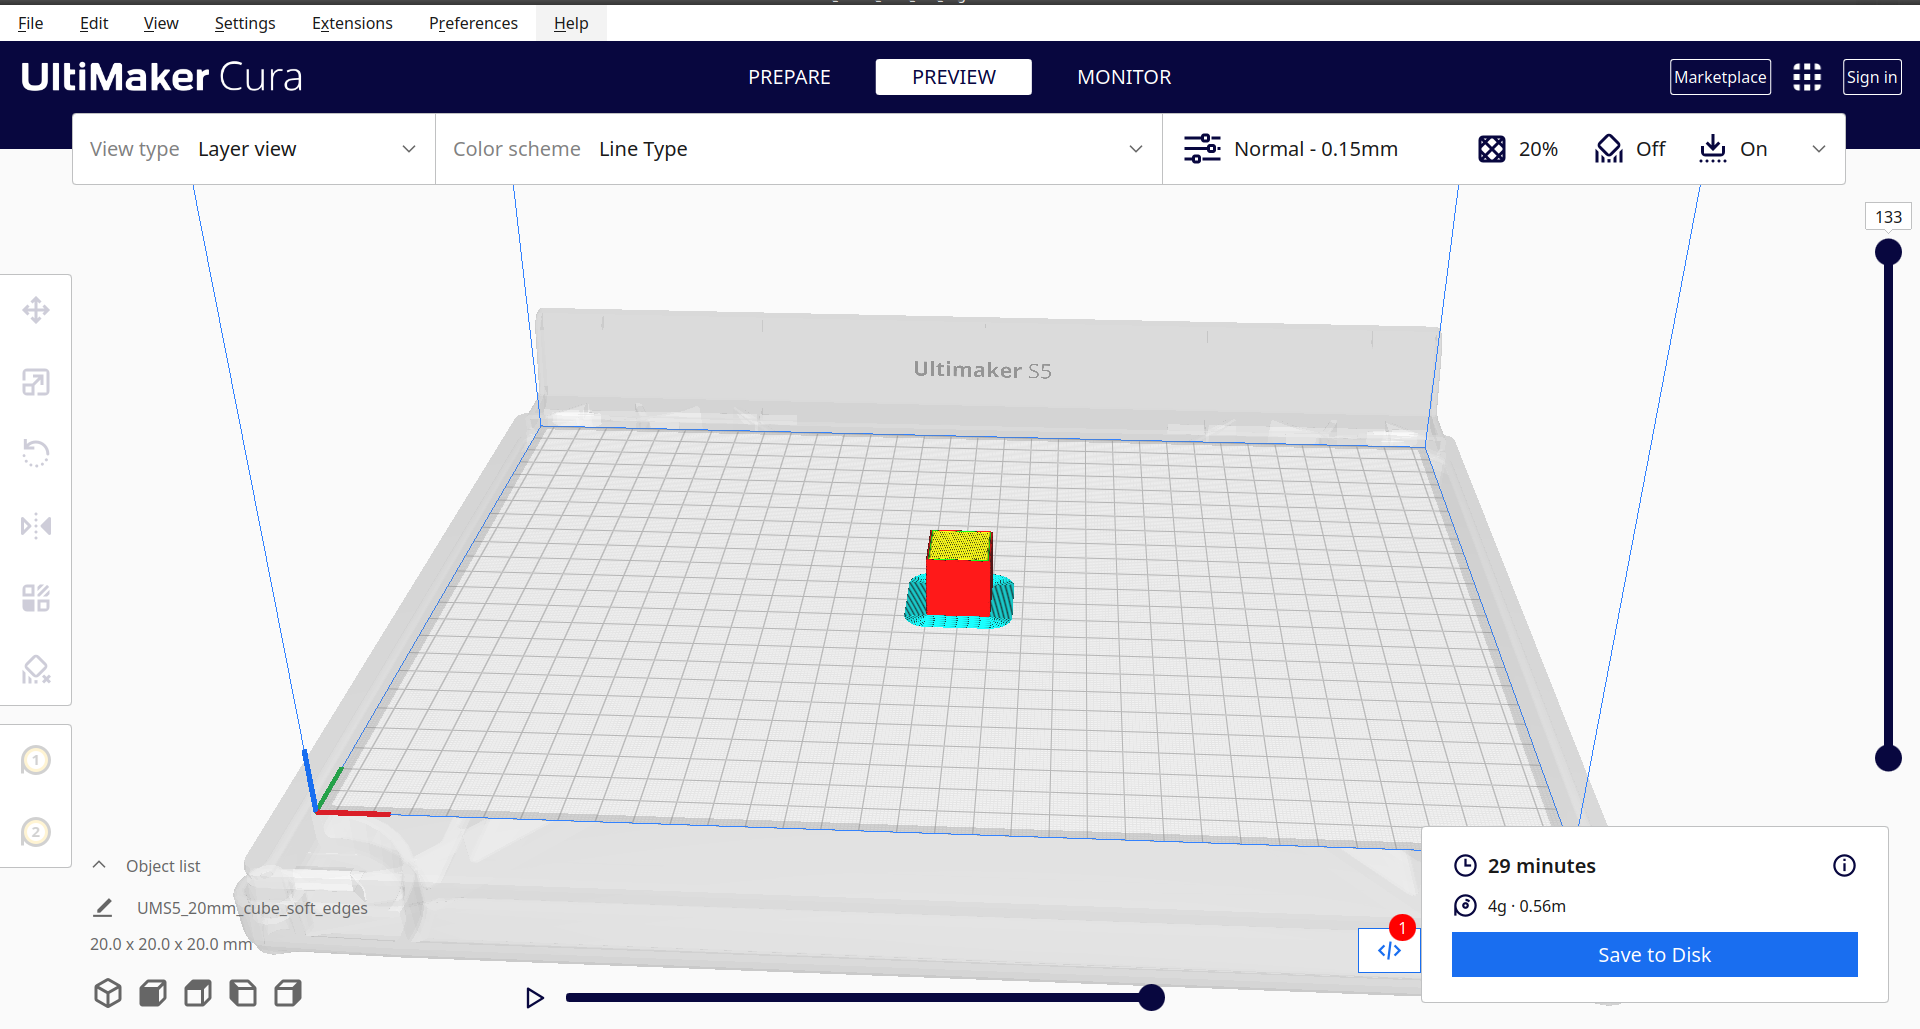 File Edit View Settings Extensions Preferences Help
UltiMaker Cura PREPARE PREVIEW MONITOR Marketplace Sign in
View type Layer view Color scheme Line Type Normal - 0.15mm 20% Off On
133
Ultimaker S5
1
2
Object list
UMS5_20mm_cube_soft_edges
20.0 x 20.0 x 20.0 mm
29 minutes
4g · 0.56m
1
</>
Save to Disk